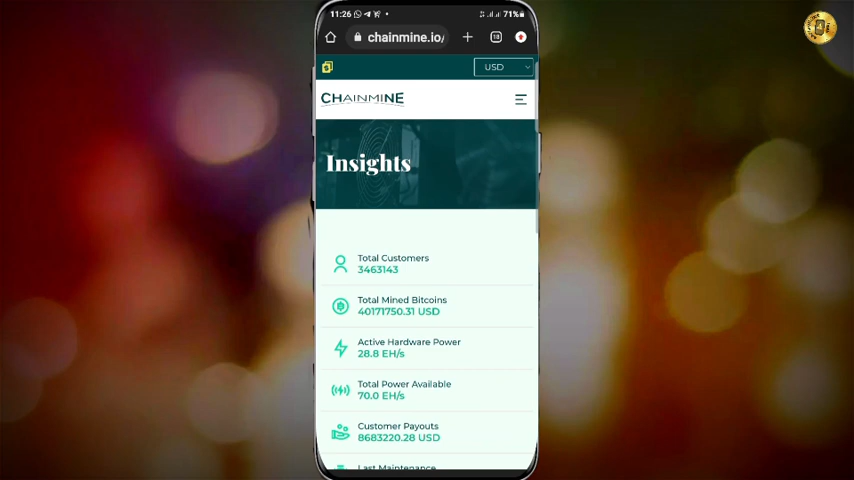 11:26
71%
chainmine.io/
18
USD
CHAINMINE
Insights
Total Customers
3463143
Total Mined Bitcoins
40171750.31 USD
Active Hardware Power
28.8 EH/s
Total Power Available
70.0 EH/s
Customer Payouts
8683220.28 USD
Last Maintenance